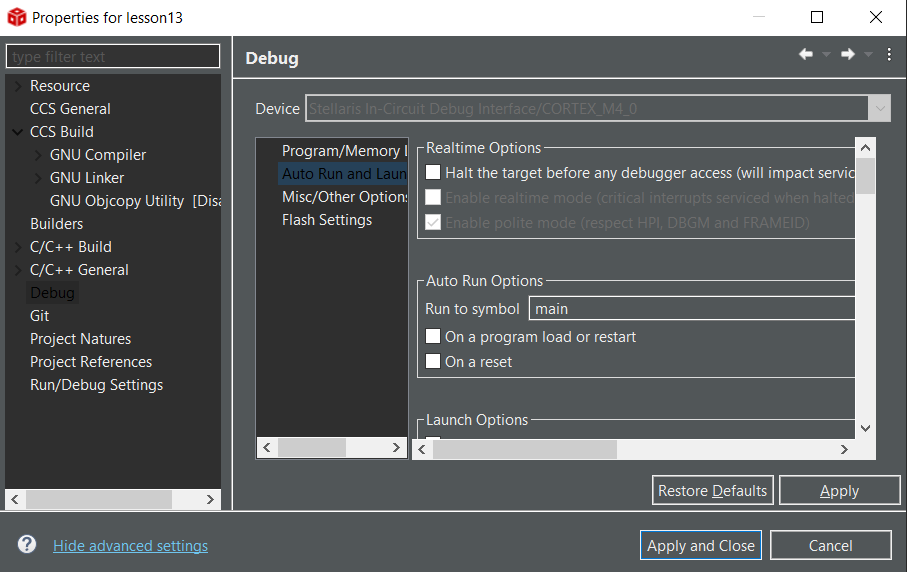 Properties for lesson13
type filter text
Resource
CCS General
CCS Build
GNU Compiler
GNU Linker
GNU Objcopy Utility [Disa
Builders
C/C++ Build
C/C++ General
Debug
Git
Project Natures
Project References
Run/Debug Settings
Debug
Device Stellaris In-Circuit Debug Interface/CORTEX_M4_0
Program/Memory
Auto Run and Laun
Misc/Other Options
Flash Settings
Realtime Options
Halt the target before any debugger access (will impact servic
Enable realtime mode (critical interrupts serviced when halted
Enable polite mode (respect HPI, DBGM and FRAMEID)
Auto Run Options
Run to symbol main
On a program load or restart
On a reset
Launch Options
Restore Defaults Apply
? Hide advanced settings
Apply and Close Cancel